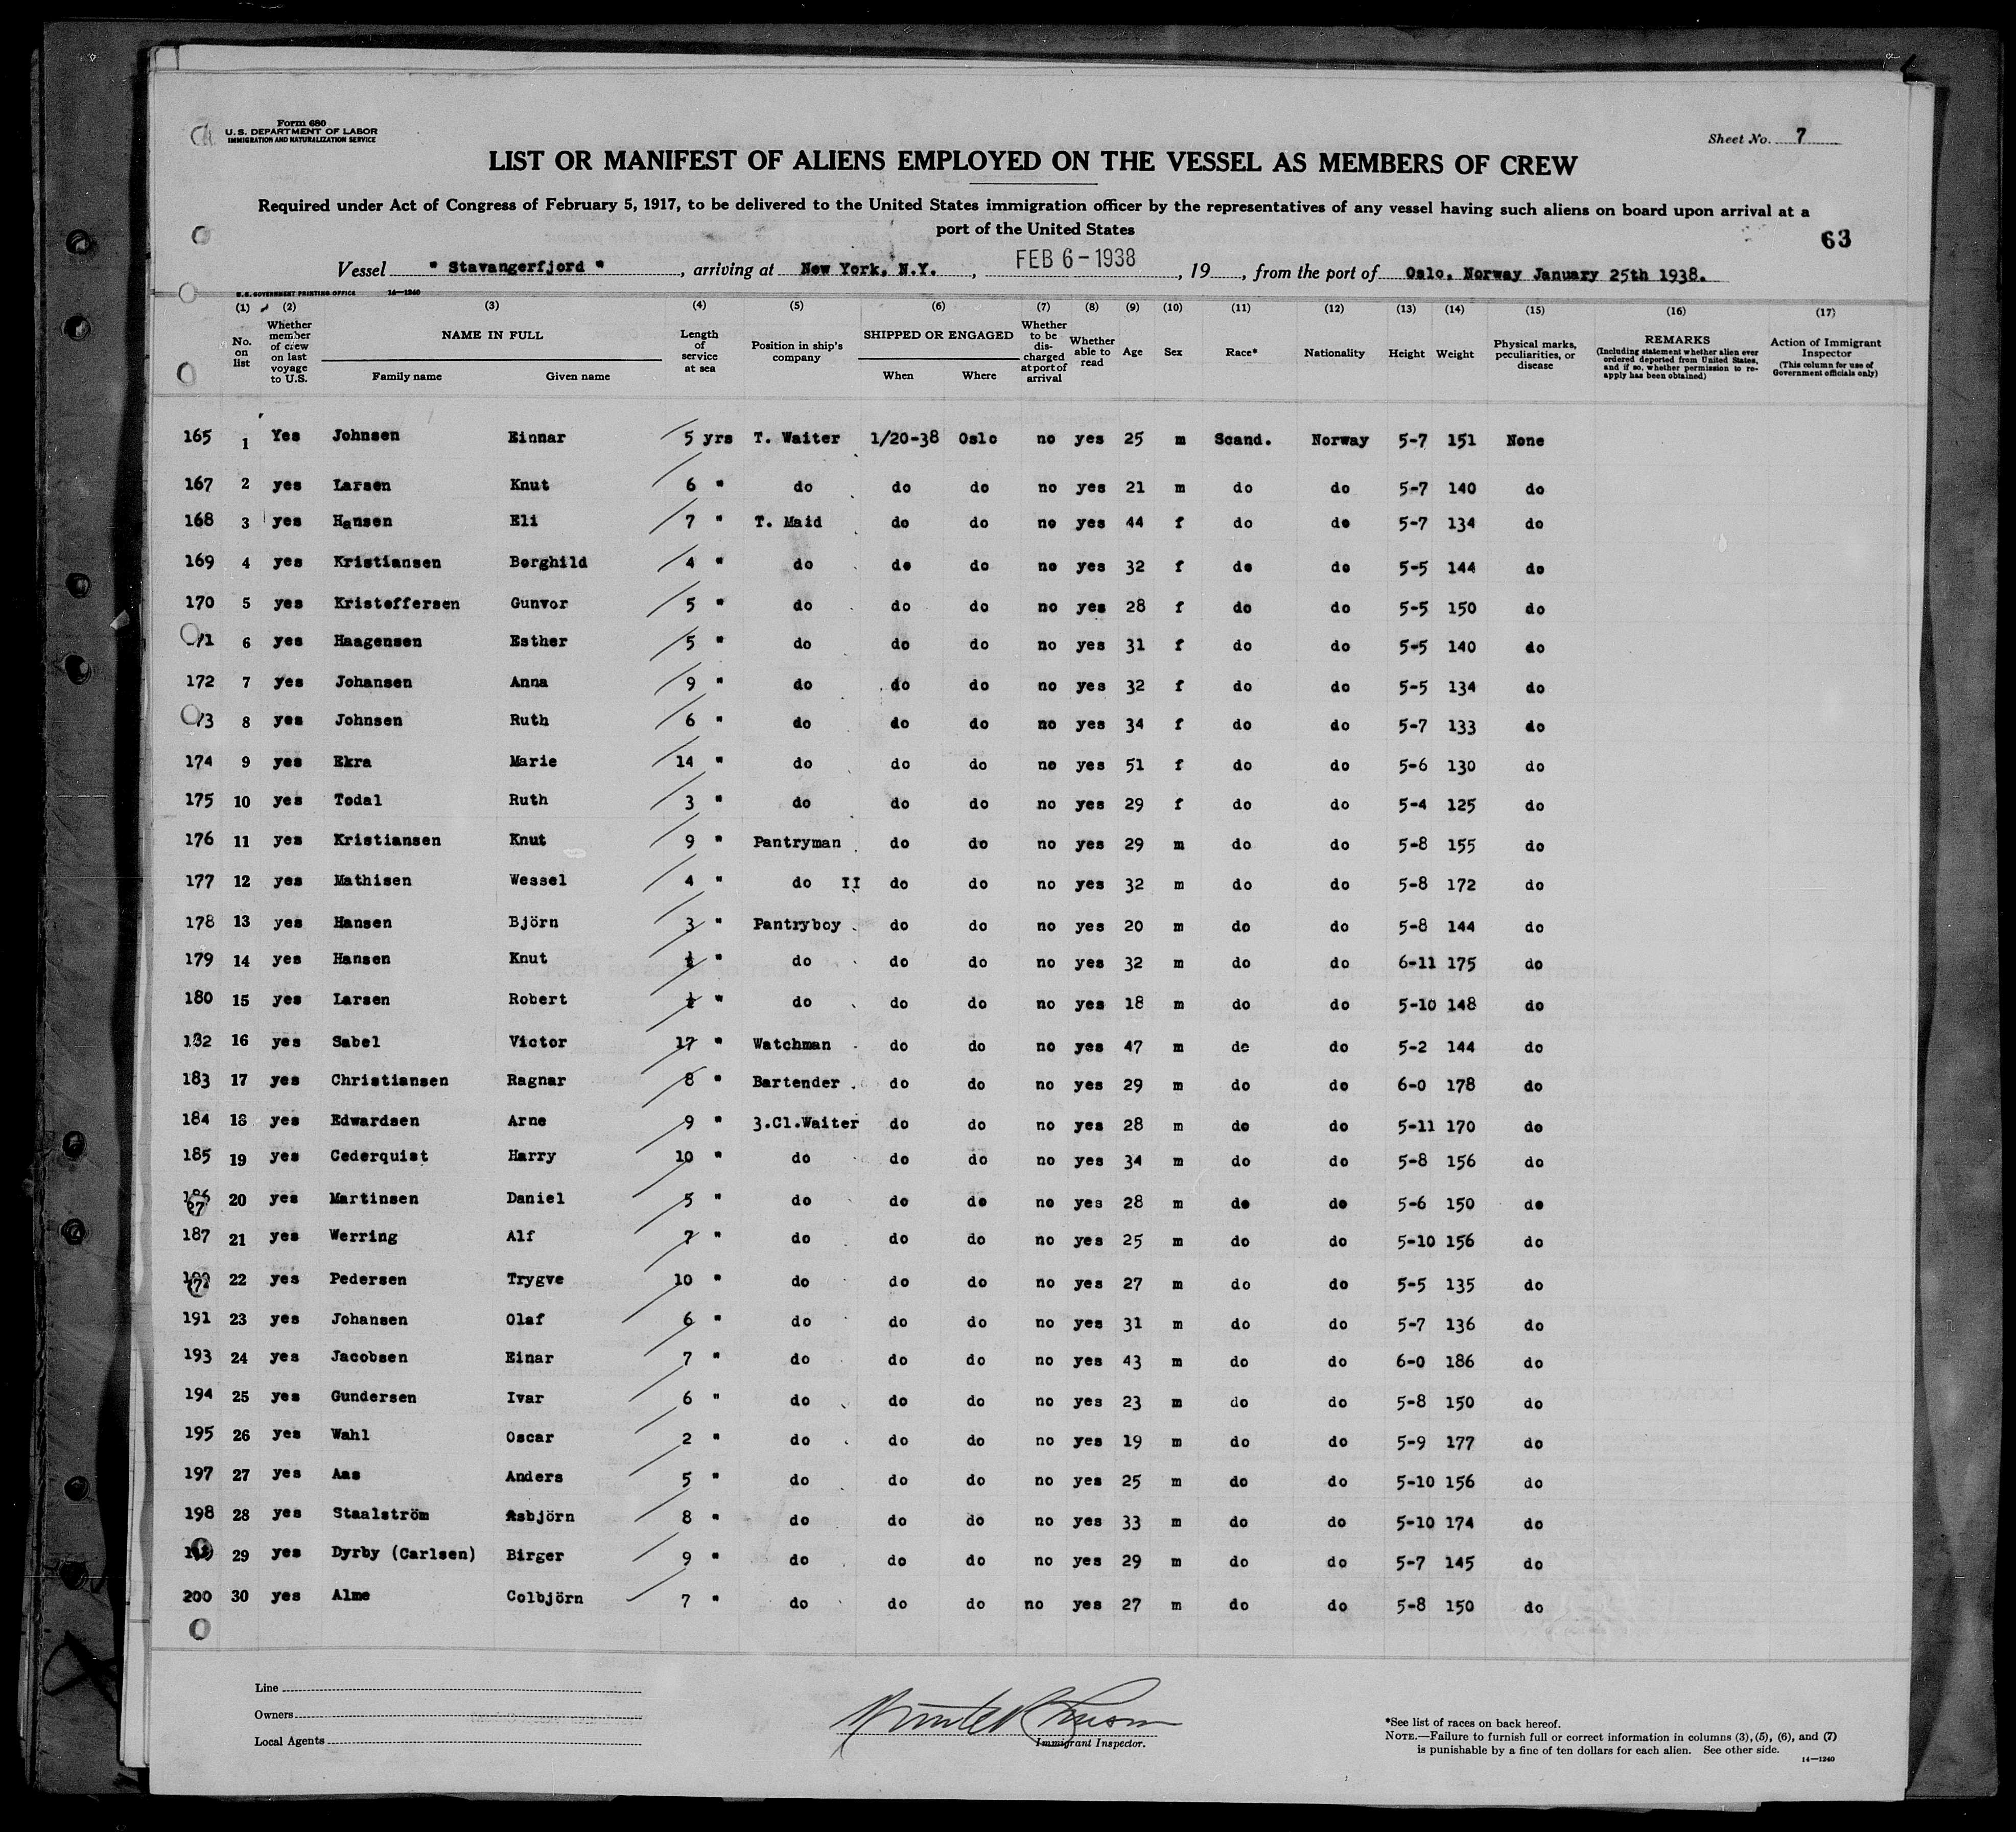 Form 680
U. S. DEPARTMENT OF LABOR
IMMIGRATION AND NATURALIZATION SERVICE
Sheet No. 7
LIST OR MANIFEST OF ALIENS EMPLOYED ON THE VESSEL AS MEMBERS OF CREW
Required under Act of Congress of February 5, 1917, to be delivered to the United States immigration officer by the representatives of any vessel having such aliens on board upon arrival at a
port of the United States
63
Vessel " Stavangerfjord ", arriving at New York, N.Y., FEB 6-1938, 19, from the port of Oslo, Norway January 25th 1938.
U. S. GOVERNMENT PRINTING OFFICE 14—1240
(1) (2) (3) (4) (5) (6) (7) (8) (9) (10) (11) (12) (13) (14) (15) (16) (17)
No. on list
Whether member of crew on last voyage to U.S.
NAME IN FULL
Family name Given name
Length of service at sea
Position in ship's company
SHIPPED OR ENGAGED
When Where
Whether to be discharged at port of arrival
Whether able to read
Age
Sex
Race*
Nationality
Height
Weight
Physical marks, peculiarities, or disease
REMARKS
(Including statement whether alien ever ordered deported from United States, and if so, whether permission to reapply has been obtained)
Action of Immigrant Inspector
(This column for use of Government officials only)
165 1 Yes Johnsen Einnar 5 yrs T. Waiter 1/20-38 Oslo no yes 25 m Scand. Norway 5-7 151 None
167 2 yes Larsen Knut 6 " do do do no yes 21 m do do 5-7 140 do
168 3 yes Hansen Eli 7 " T. Maid do do no yes 44 f do do 5-7 134 do
169 4 yes Kristiansen Borghild 4 " do do do no yes 32 f do do 5-5 144 do
170 5 yes Kristoffersen Gunvor 5 " do do do no yes 28 f do do 5-5 150 do
71 6 yes Haagensen Esther 5 " do do do no yes 31 f do do 5-5 140 do
172 7 yes Johansen Anna 9 " do do do no yes 32 f do do 5-5 134 do
73 8 yes Johnsen Ruth 6 " do do do no yes 34 f do do 5-7 133 do
174 9 yes Ekra Marie 14 " do do do no yes 51 f do do 5-6 130 do
175 10 yes Todal Ruth 3 " do do do no yes 29 f do do 5-4 125 do
176 11 yes Kristiansen Knut 9 " Pantryman do do no yes 29 m do do 5-8 155 do
177 12 yes Mathisen Wessel 4 " do II do do no yes 32 m do do 5-8 172 do
178 13 yes Hansen Björn 3 " Pantryboy do do no yes 20 m do do 5-8 144 do
179 14 yes Hansen Knut ½ " do do do no yes 32 m do do 6-11 175 do
180 15 yes Larsen Robert ½ " do do do no yes 18 m do do 5-10 148 do
182 16 yes Sabel Victor 17 " Watchman do do no yes 47 m do do 5-2 144 do
183 17 yes Christiansen Ragnar 8 " Bartender do do no yes 29 m do do 6-0 178 do
184 18 yes Edwardsen Arne 9 " 3.Cl.Waiter do do no yes 28 m do do 5-11 170 do
185 19 yes Cederquist Harry 10 " do do do no yes 34 m do do 5-8 156 do
20 yes Martinsen Daniel 5 " do do do no yes 28 m do do 5-6 150 do
187 21 yes Werring Alf 7 " do do do no yes 25 m do do 5-10 156 do
22 yes Pedersen Trygve 10 " do do do no yes 27 m do do 5-5 135 do
191 23 yes Johansen Olaf 6 " do do do no yes 31 m do do 5-7 136 do
193 24 yes Jacobsen Einar 7 " do do do no yes 43 m do do 6-0 186 do
194 25 yes Gundersen Ivar 6 " do do do no yes 23 m do do 5-8 150 do
195 26 yes Wahl Oscar 2 " do do do no yes 19 m do do 5-9 177 do
197 27 yes Aas Anders 5 " do do do no yes 25 m do do 5-10 156 do
198 28 yes Staalström Asbjörn 8 " do do do no yes 33 m do do 5-10 174 do
29 yes Dyrby (Carlsen) Birger 9 " do do do no yes 29 m do do 5-7 145 do
200 30 yes Alme Colbjörn 7 " do do do no yes 27 m do do 5-8 150 do
Line
Owners
Local Agents
Immigrant Inspector.
*See list of races on back hereof.
NOTE.—Failure to furnish full or correct information in columns (3), (5), (6), and (7)
is punishable by a fine of ten dollars for each alien. See other side.
14—1240